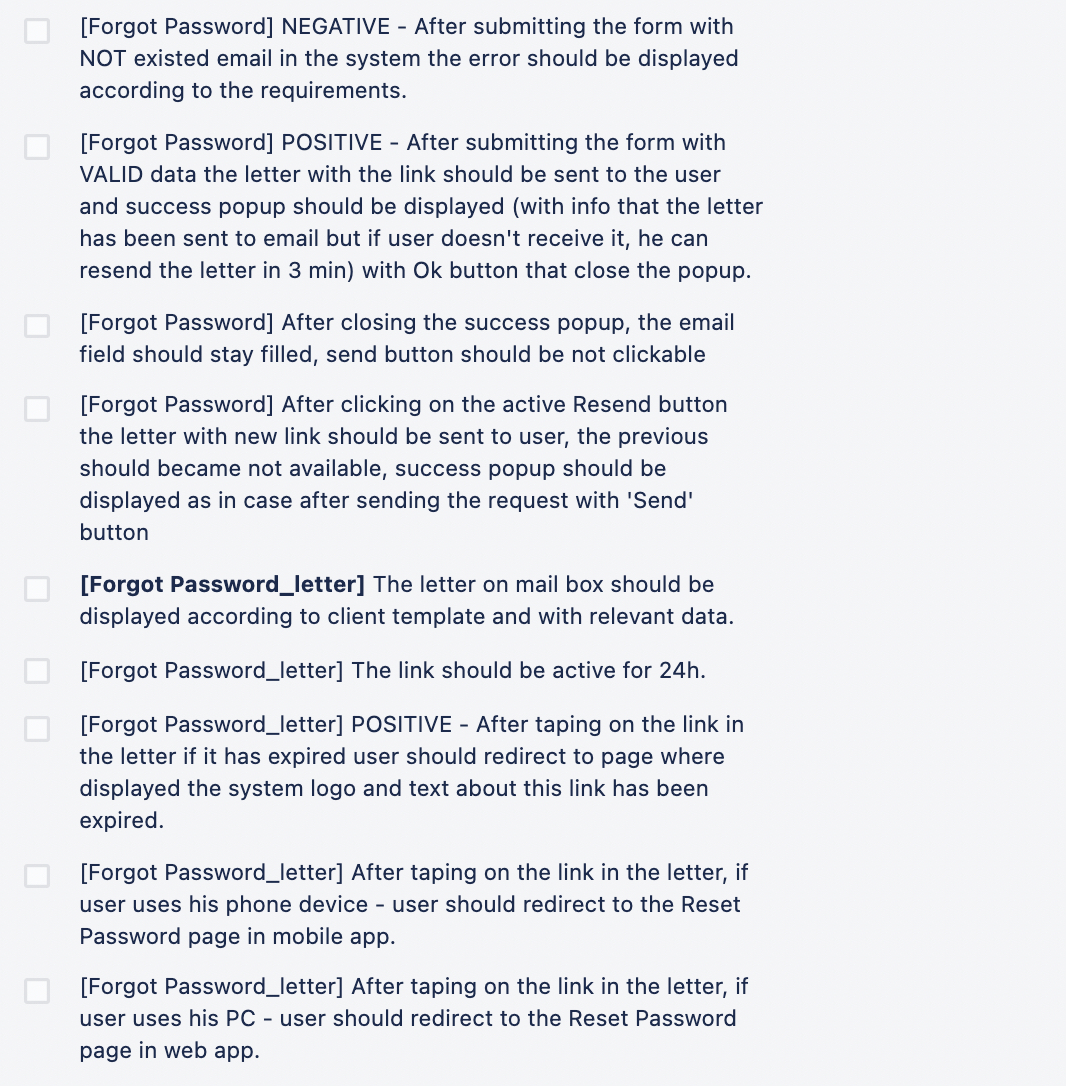 [Forgot Password] NEGATIVE - After submitting the form with
NOT existed email in the system the error should be displayed
according to the requirements.
[Forgot Password] POSITIVE - After submitting the form with
VALID data the letter with the link should be sent to the user
and success popup should be displayed (with info that the letter
has been sent to email but if user doesn't receive it, he can
resend the letter in 3 min) with Ok button that close the popup.
[Forgot Password] After closing the success popup, the email
field should stay filled, send button should be not clickable
[Forgot Password] After clicking on the active Resend button
the letter with new link should be sent to user, the previous
should became not available, success popup should be
displayed as in case after sending the request with 'Send'
button
[Forgot Password_letter] The letter on mail box should be
displayed according to client template and with relevant data.
[Forgot Password_letter] The link should be active for 24h.
[Forgot Password_letter] POSITIVE - After taping on the link in
the letter if it has expired user should redirect to page where
displayed the system logo and text about this link has been
expired.
[Forgot Password_letter] After taping on the link in the letter, if
user uses his phone device - user should redirect to the Reset
Password page in mobile app.
[Forgot Password_letter] After taping on the link in the letter, if
user uses his PC - user should redirect to the Reset Password
page in web app.